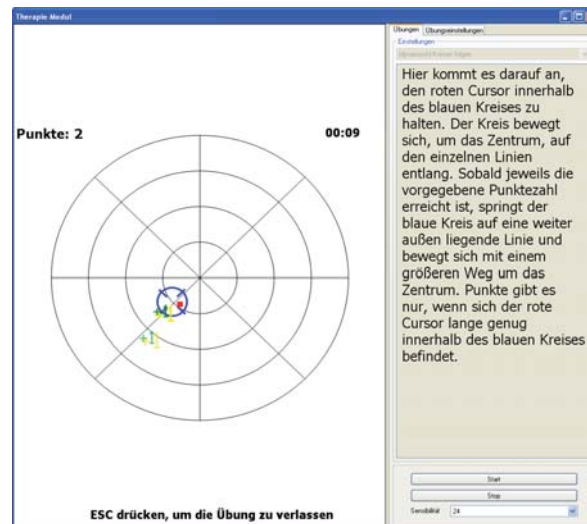 Therapie Modul
Übungen
Übungseinstellungen
Einstellungen
Punkte: 2
00:09
Hier kommt es darauf an,
den roten Cursor innerhalb
des blauen Kreises zu
halten. Der Kreis bewegt
sich, um das Zentrum, auf
den einzelnen Linien
entlang. Sobald jeweils die
vorgegebene Punktezahl
erreicht ist, springt der
blaue Kreis auf eine weiter
außen liegende Linie und
bewegt sich mit einem
größeren Weg um das
Zentrum. Punkte gibt es
nur, wenn sich der rote
Cursor lange genug
innerhalb des blauen Kreises
befindet.
Start
Stop
Sensibilität
24
ESC drücken, um die Übung zu verlassen